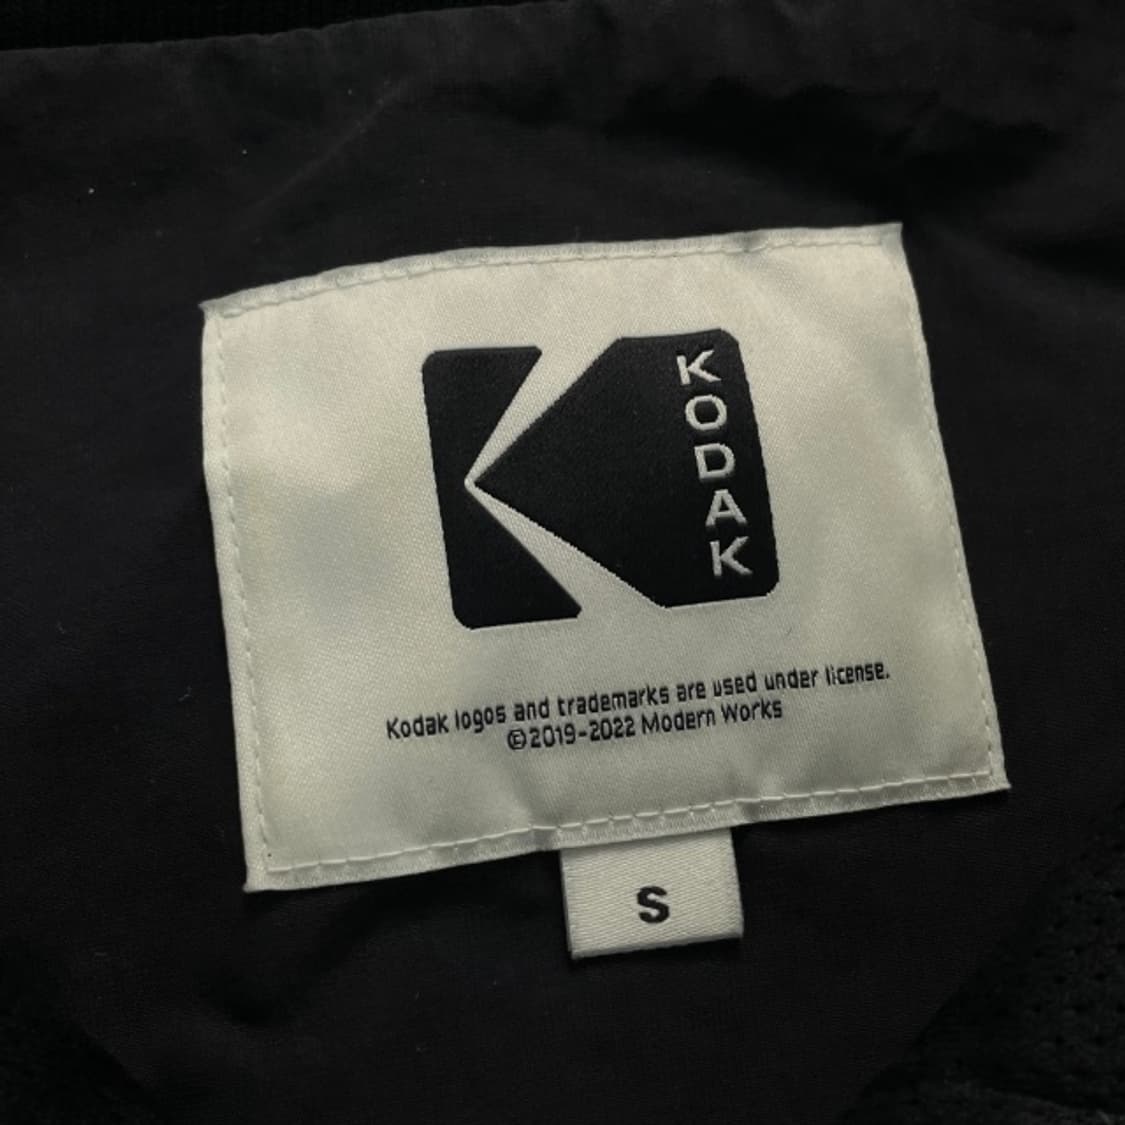 KODAK
Kodak logos and trademarks are used under license.
©2019-2022 Modern Works
S